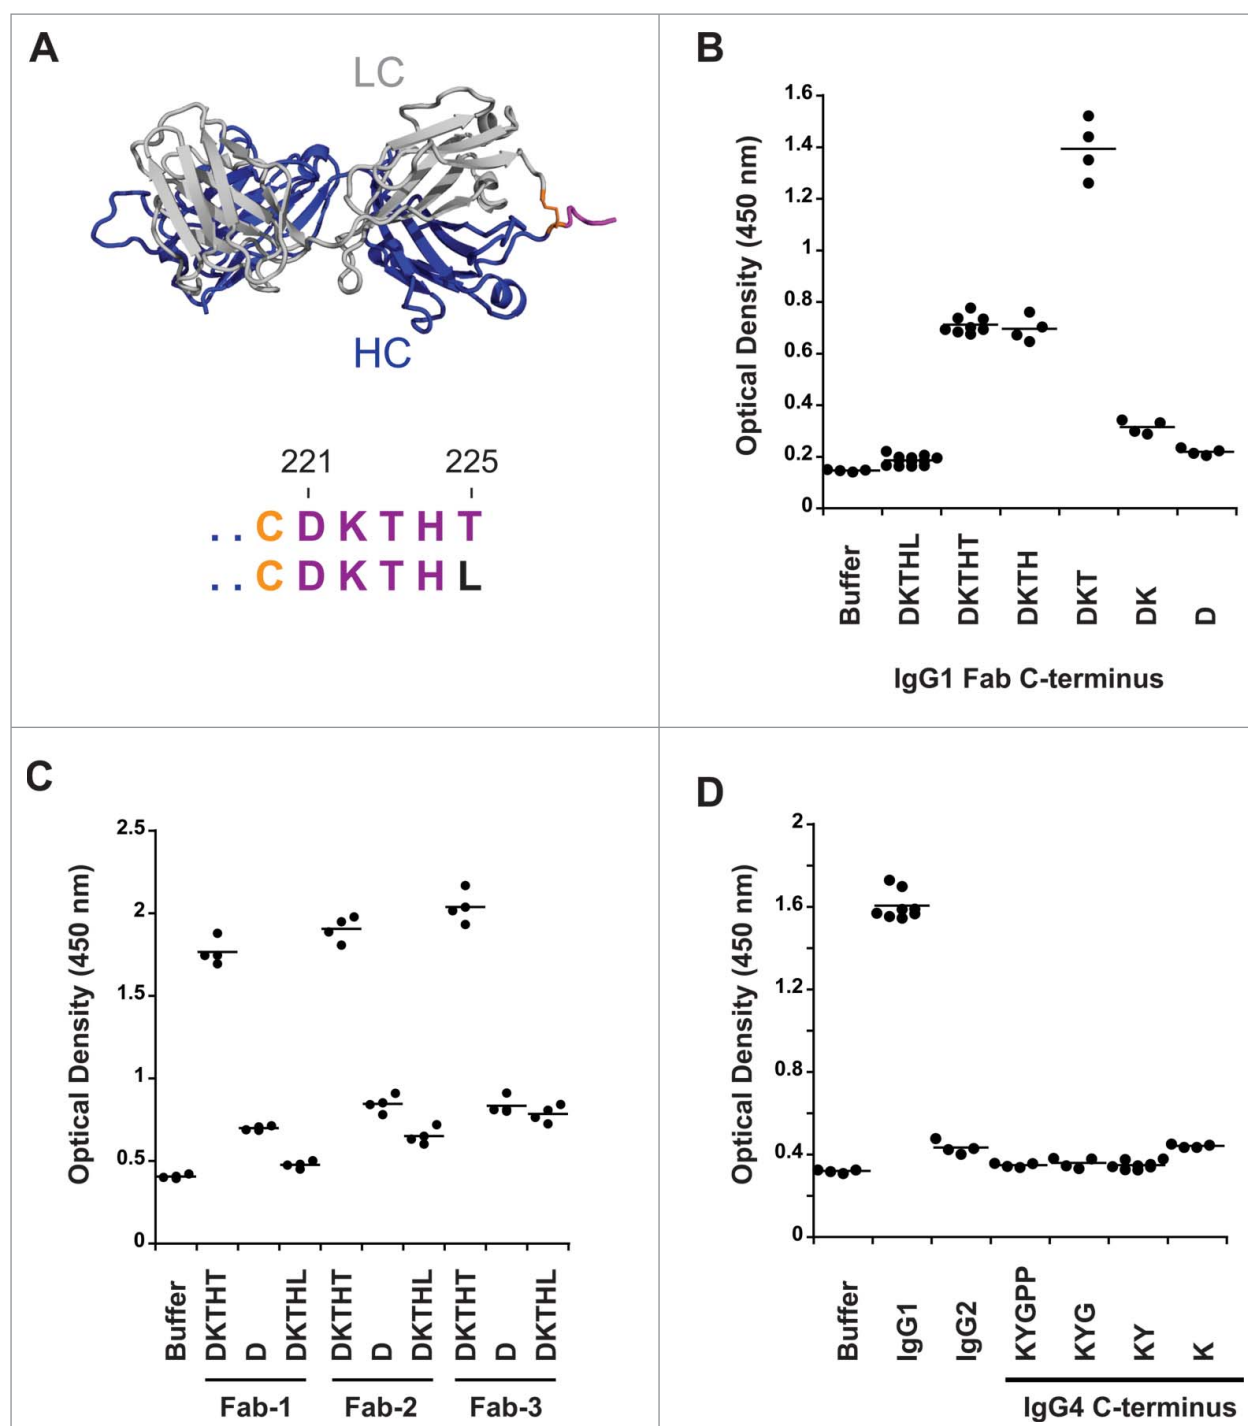 A
LC
HC
221 225
. . C D K T H T
. . C D K T H L
B
Optical Density (450 nm)
1.6
1.4
1.2
1
0.8
0.6
0.4
0.2
0
Buffer
DKTHL
DKTHT
DKTH
DKT
DK
D
IgG1 Fab C-terminus
C
Optical Density (450 nm)
2.5
2
1.5
1
0.5
0
Buffer
DKTHT
D
DKTHL
DKTHT
D
DKTHL
DKTHT
D
DKTHL
Fab-1 Fab-2 Fab-3
D
Optical Density (450 nm)
2
1.6
1.2
0.8
0.4
0
Buffer
IgG1
IgG2
KYGPP
KYG
KY
K
IgG4 C-terminus